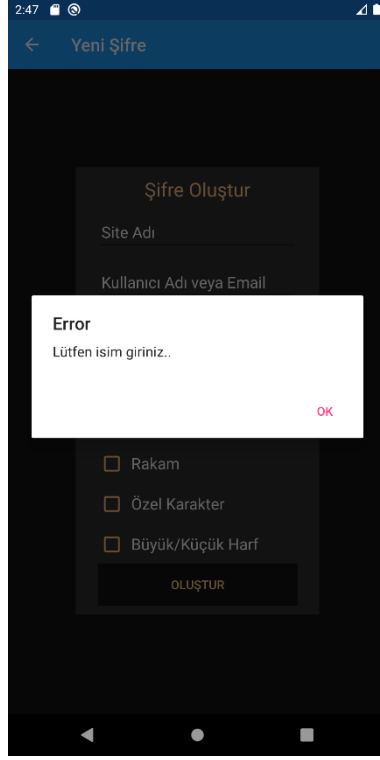 2:47
Yeni Şifre
Şifre Oluştur
Site Adı
Kullanıcı Adı veya Email
Error
Lütfen isim giriniz..
OK
Rakam
Özel Karakter
Büyük/Küçük Harf
OLUŞTUR